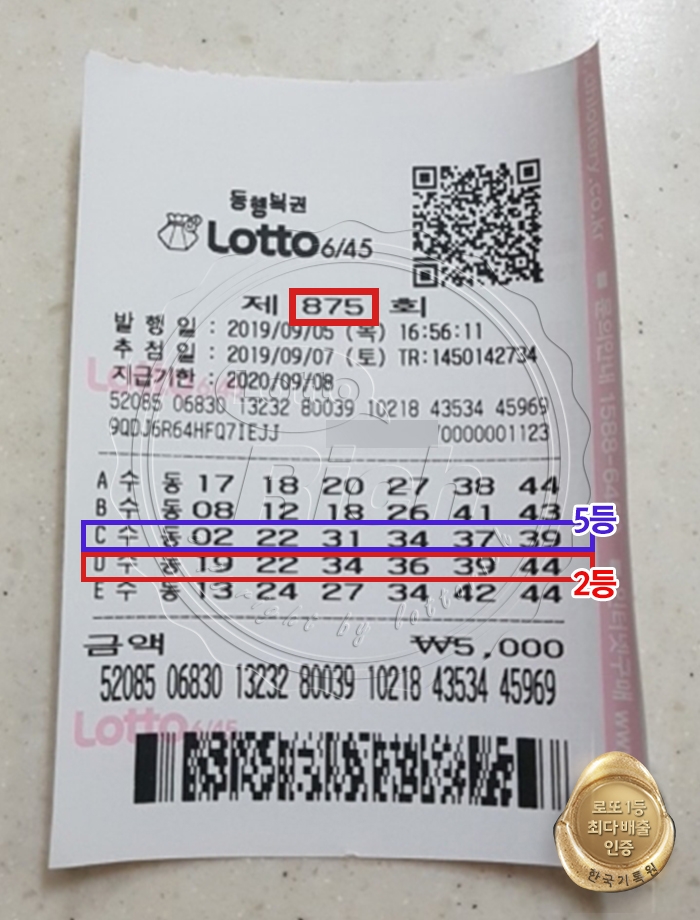 동행복권
Lotto 6/45
제 875 회
발 행 일 : 2019/09/05 (목) 16:56:11
추 첨 일 : 2019/09/07 (토) TR:1450142734
지급기한 : 2020/09/08
52085 06830 13232 80039 10218 43534 45969
9QDJ6R64HFQ7IEJJ /0000001123
A 수 동 17 18 20 27 38 44
B 수 동 08 12 18 26 41 43
5등
C 수 동 02 22 31 34 37 39
D 수 동 19 22 34 36 39 44
2등
E 수 동 13 24 27 34 42 44
금액 ₩5,000
52085 06830 13232 80039 10218 43534 45969
Lotto 6/45
로또1등
최다배출
인증
한국기록원
Lotto
Rich